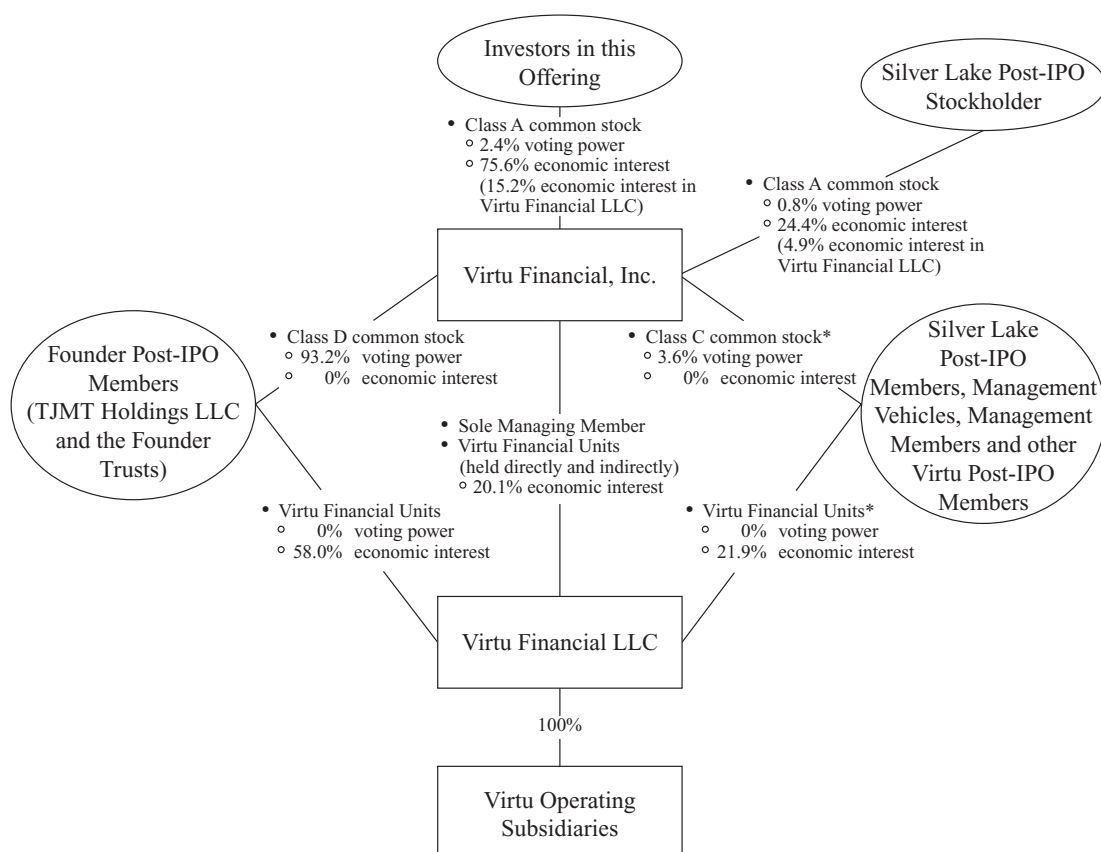 Investors in this
Offering
Silver Lake Post-IPO
Stockholder
• Class A common stock
○ 2.4% voting power
○ 75.6% economic interest
(15.2% economic interest in
Virtu Financial LLC)
• Class A common stock
○ 0.8% voting power
○ 24.4% economic interest
(4.9% economic interest in
Virtu Financial LLC)
Virtu Financial, Inc.
Founder Post-IPO
Members
(TJMT Holdings LLC
and the Founder
Trusts)
• Class D common stock
○ 93.2% voting power
○ 0% economic interest
• Class C common stock*
○ 3.6% voting power
○ 0% economic interest
Silver Lake
Post-IPO
Members, Management
Vehicles, Management
Members and other
Virtu Post-IPO
Members
• Sole Managing Member
• Virtu Financial Units
(held directly and indirectly)
○ 20.1% economic interest
• Virtu Financial Units
○ 0% voting power
○ 58.0% economic interest
• Virtu Financial Units*
○ 0% voting power
○ 21.9% economic interest
Virtu Financial LLC
100%
Virtu Operating
Subsidiaries